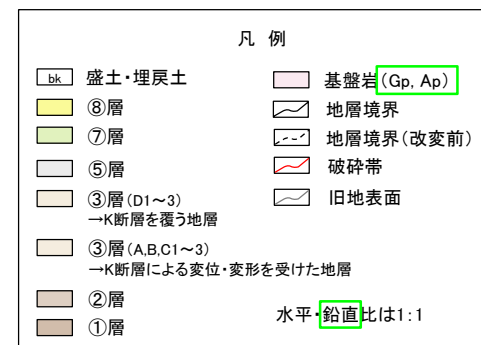 凡 例
bk 盛土・埋戻土
⑧層
⑦層
⑤層
③層(D1～3)
→K断層を覆う地層
③層(A,B,C1～3)
→K断層による変位・変形を受けた地層
②層
①層
基盤岩(Gp, Ap)
地層境界
地層境界(改変前)
破砕帯
旧地表面
水平・鉛直比は1:1